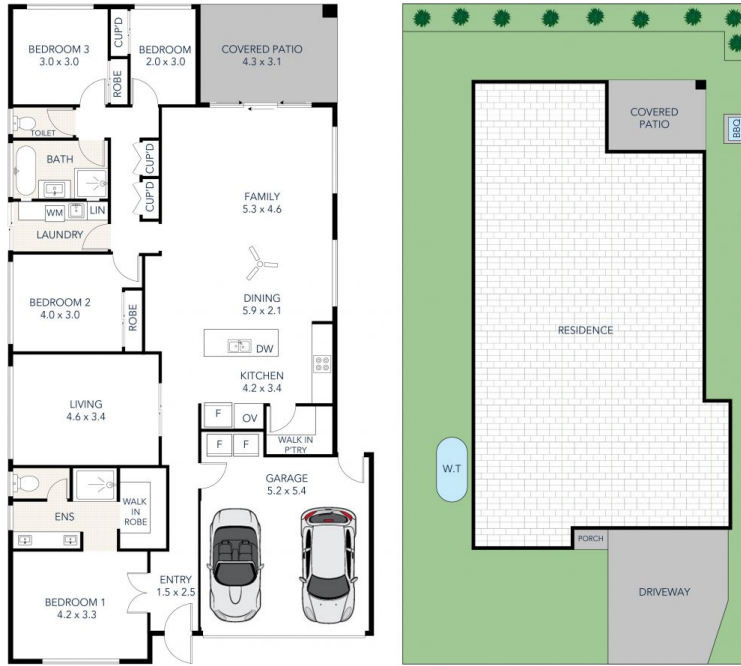 BEDROOM 3
3.0 x 3.0
CUP'D
BEDROOM
2.0 x 3.0
COVERED PATIO
4.3 x 3.1
ROBE
TOILET
BATH
CUP'D
CUP'D
WM
LIN
LAUNDRY
FAMILY
5.3 x 4.6
BEDROOM 2
4.0 x 3.0
ROBE
DINING
5.9 x 2.1
DW
KITCHEN
4.2 x 3.4
LIVING
4.6 x 3.4
F
OV
F
F
WALK IN
P'TRY
GARAGE
5.2 x 5.4
ENS
WALK
IN
ROBE
BEDROOM 1
4.2 x 3.3
ENTRY
1.5 x 2.5
COVERED
PATIO
BBQ
RESIDENCE
W.T
PORCH
DRIVEWAY